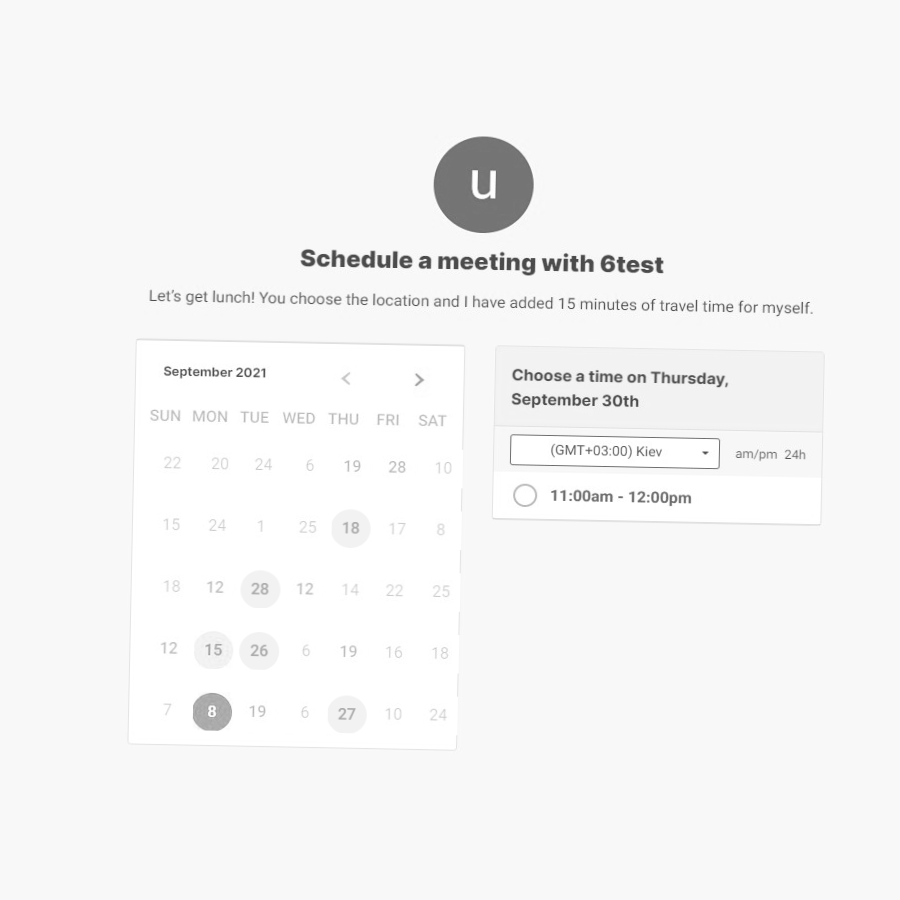 u
Schedule a meeting with 6test
Let's get lunch! You choose the location and I have added 15 minutes of travel time for myself.
September 2021
SUN MON TUE WED THU FRI SAT
22 20 24 6 19 28 10
15 24 1 25 18 17 8
18 12 28 12 14 22 25
12 15 26 6 19 16 18
7 8 19 6 27 10 24
Choose a time on Thursday,
September 30th
(GMT+03:00) Kiev am/pm 24h
11:00am - 12:00pm